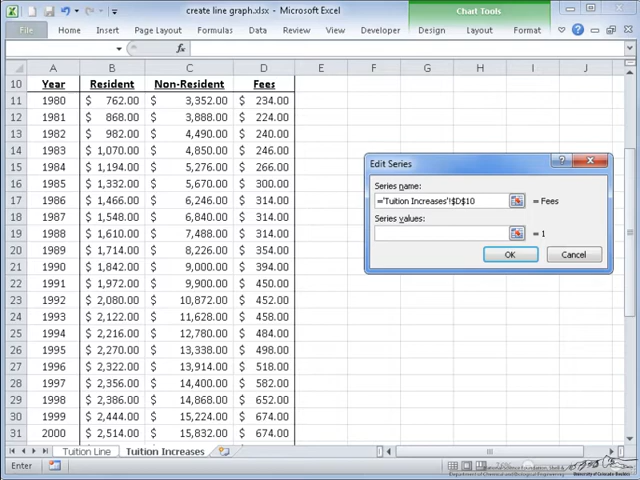 create line graph.xlsx - Microsoft Excel
Chart Tools
File Home Insert Page Layout Formulas Data Review View Developer Design Layout Format
fx
A B C D E F G H I J
10 Year Resident Non-Resident Fees
11 1980 $ 762.00 $ 3,352.00 $ 234.00
12 1981 $ 868.00 $ 3,888.00 $ 224.00
13 1982 $ 982.00 $ 4,490.00 $ 240.00
14 1983 $ 1,070.00 $ 4,850.00 $ 246.00
15 1984 $ 1,194.00 $ 5,276.00 $ 266.00
16 1985 $ 1,332.00 $ 5,670.00 $ 300.00
17 1986 $ 1,466.00 $ 6,246.00 $ 314.00
18 1987 $ 1,548.00 $ 6,840.00 $ 314.00
19 1988 $ 1,610.00 $ 7,488.00 $ 314.00
20 1989 $ 1,714.00 $ 8,226.00 $ 354.00
21 1990 $ 1,842.00 $ 9,000.00 $ 394.00
22 1991 $ 1,972.00 $ 9,900.00 $ 450.00
23 1992 $ 2,080.00 $ 10,872.00 $ 452.00
24 1993 $ 2,122.00 $ 11,628.00 $ 458.00
25 1994 $ 2,216.00 $ 12,780.00 $ 484.00
26 1995 $ 2,270.00 $ 13,338.00 $ 498.00
27 1996 $ 2,322.00 $ 13,914.00 $ 518.00
28 1997 $ 2,356.00 $ 14,400.00 $ 582.00
29 1998 $ 2,386.00 $ 14,868.00 $ 652.00
30 1999 $ 2,444.00 $ 15,224.00 $ 674.00
31 2000 $ 2,514.00 $ 15,832.00 $ 674.00
Edit Series
Series name:
='Tuition Increases'!$D$10 = Fees
Series values:
= 1
OK Cancel
Tuition Line Tuition Increases
Enter